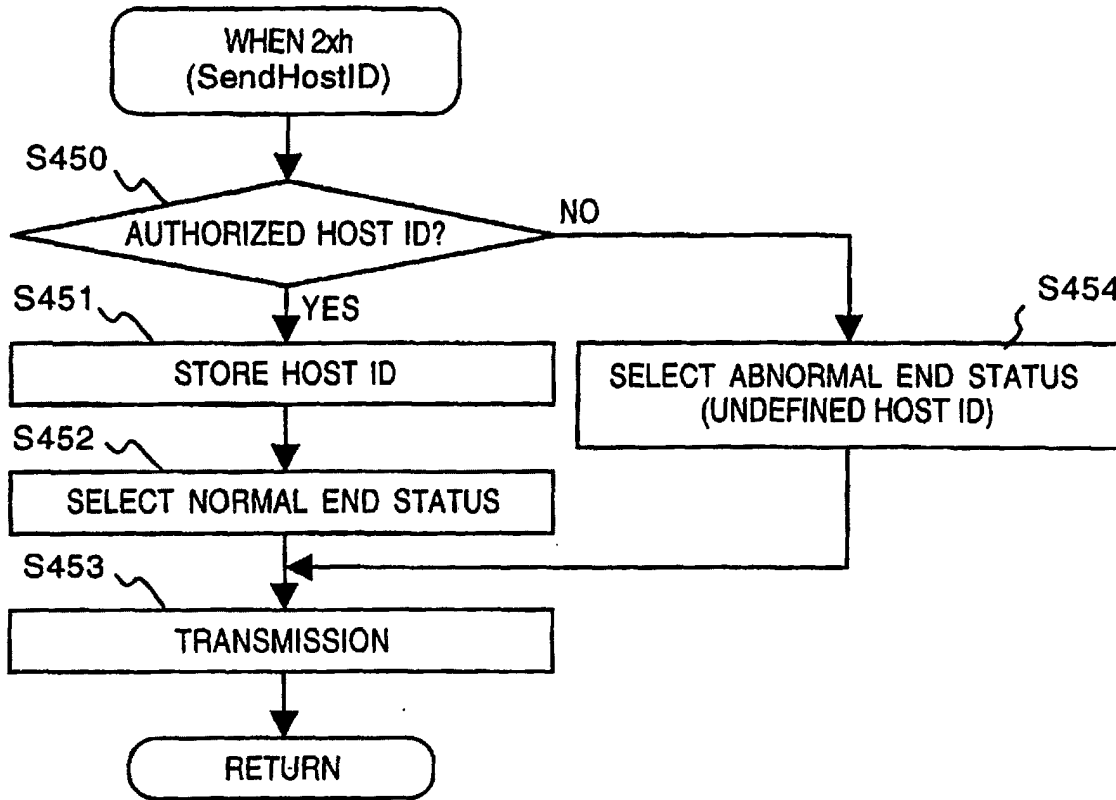 WHEN 2xh
(SendHostID)
S450
AUTHORIZED HOST ID?
NO
S451
YES
S454
STORE HOST ID
SELECT ABNORMAL END STATUS
(UNDEFINED HOST ID)
S452
SELECT NORMAL END STATUS
S453
TRANSMISSION
RETURN